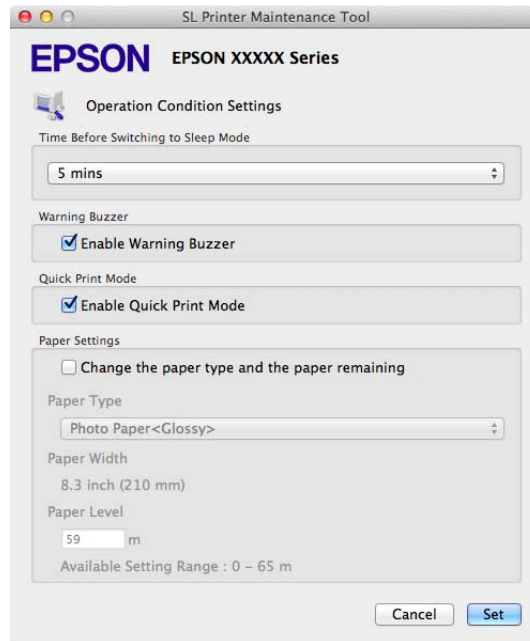 SL Printer Maintenance Tool
EPSON EPSON XXXXX Series
Operation Condition Settings
Time Before Switching to Sleep Mode
5 mins
Warning Buzzer
Enable Warning Buzzer
Quick Print Mode
Enable Quick Print Mode
Paper Settings
Change the paper type and the paper remaining
Paper Type
Photo Paper<Glossy>
Paper Width
8.3 inch (210 mm)
Paper Level
59 m
Available Setting Range : 0 – 65 m
Cancel Set